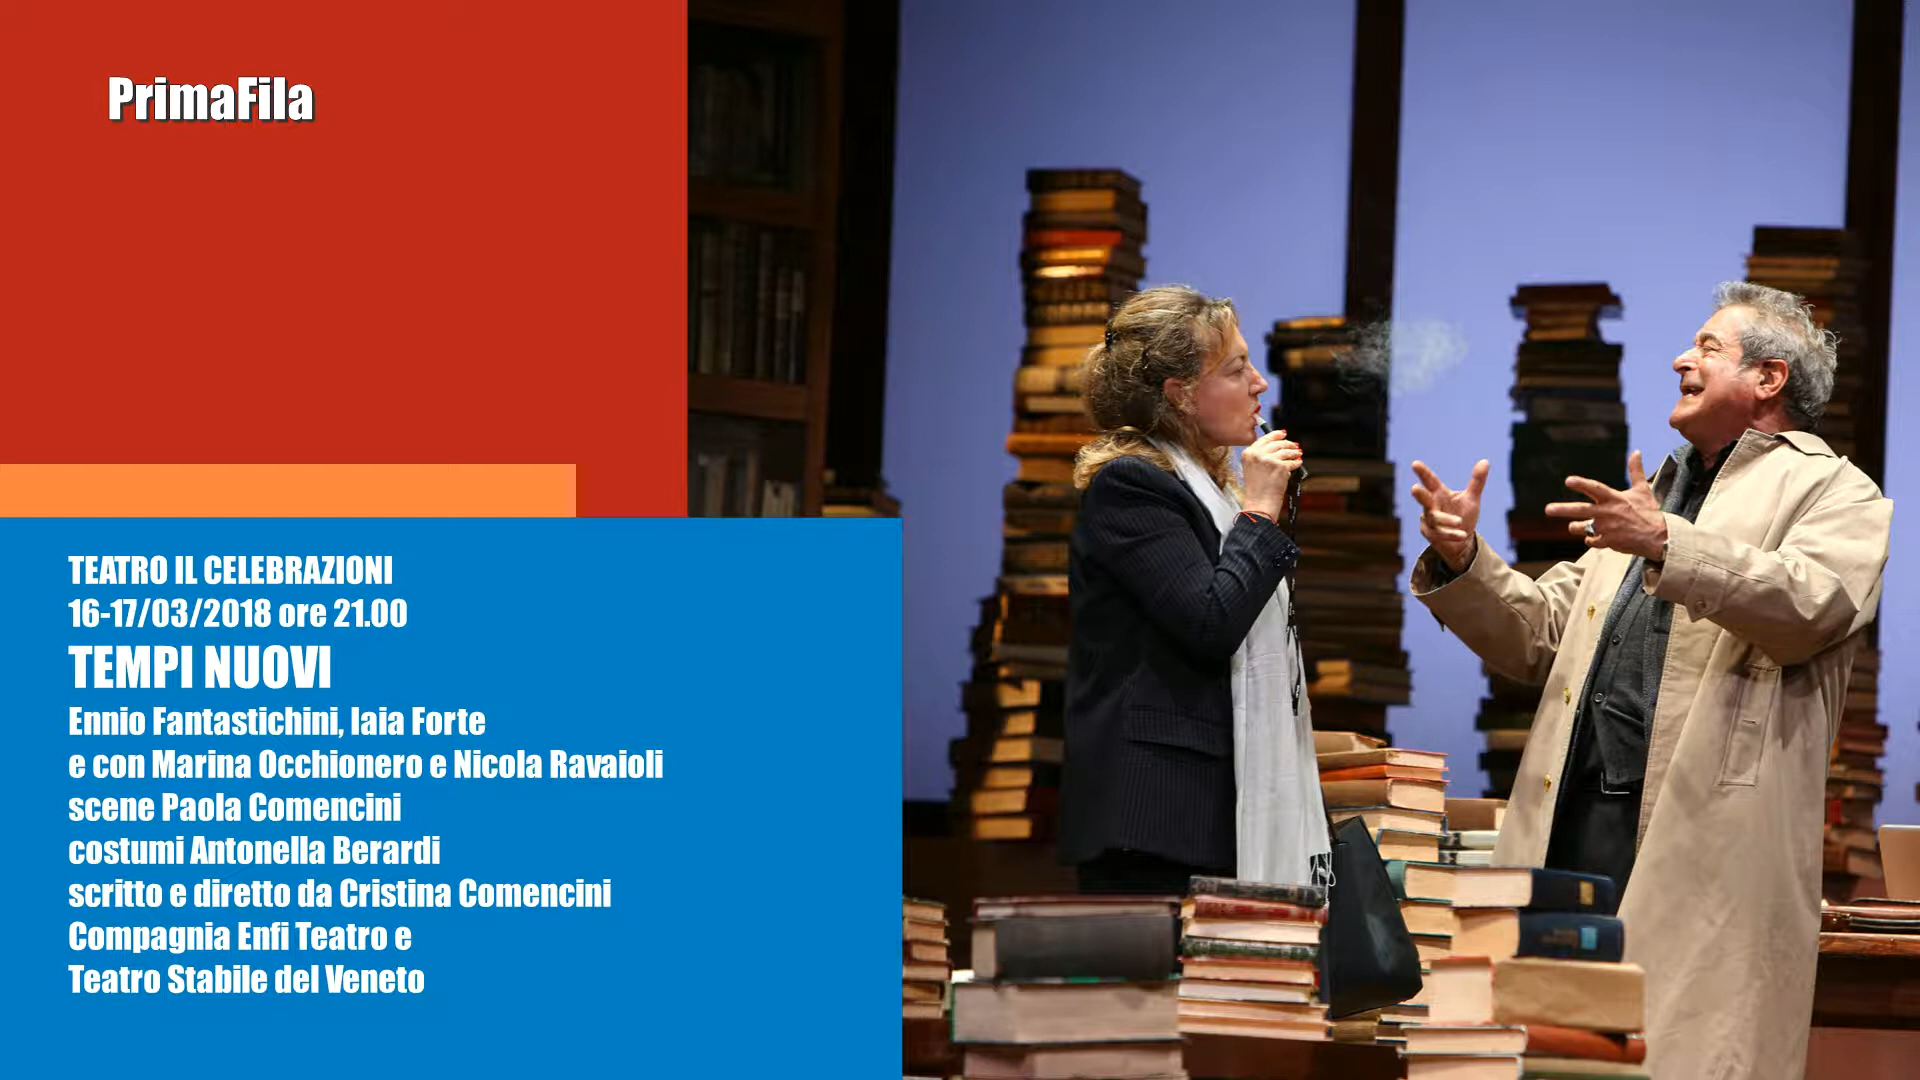 PrimaFila
TEATRO IL CELEBRAZIONI
16-17/03/2018 ore 21.00
TEMPI NUOVI
Ennio Fantastichini, Iaia Forte
e con Marina Occhionero e Nicola Ravaioli
scene Paola Comencini
costumi Antonella Berardi
scritto e diretto da Cristina Comencini
Compagnia Enfi Teatro e
Teatro Stabile del Veneto